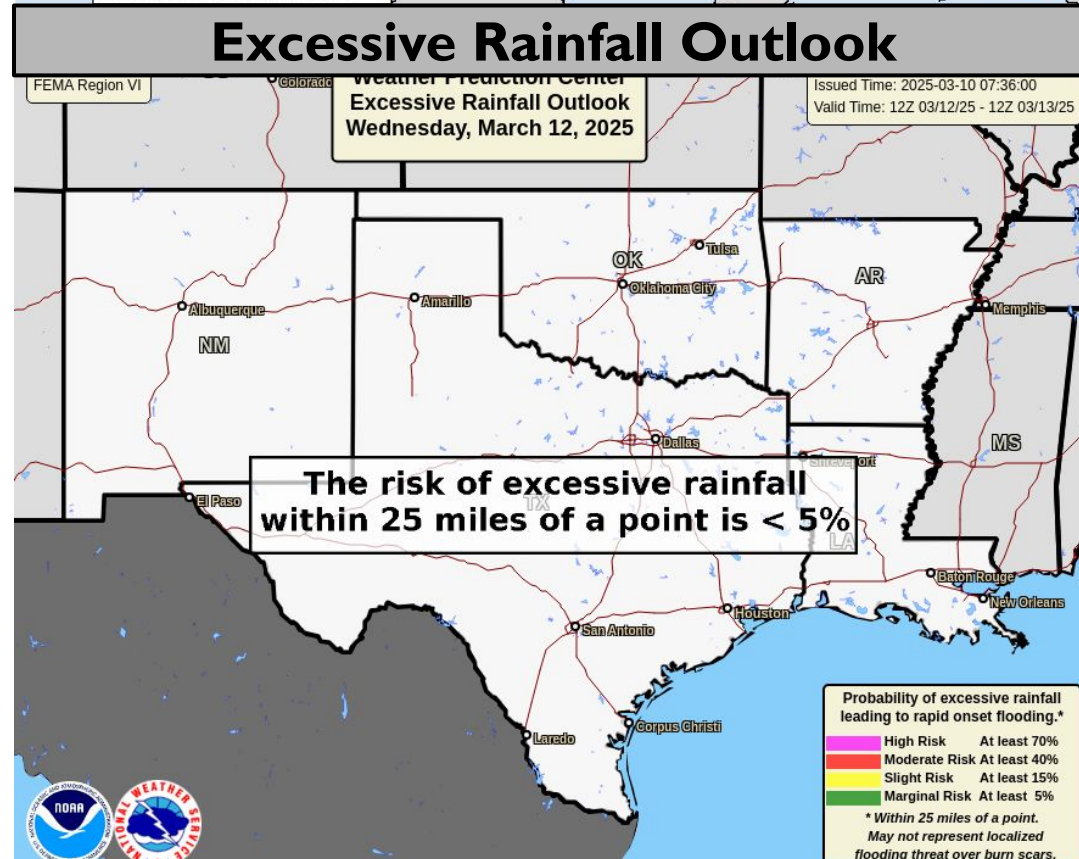 Excessive Rainfall Outlook
FEMA Region VI
Colorado
Weather Prediction Center
Excessive Rainfall Outlook
Wednesday, March 12, 2025
Issued Time: 2025-03-10 07:36:00
Valid Time: 12Z 03/12/25 - 12Z 03/13/25
Tulsa
OK
Oklahoma City
AR
Amarillo
Albuquerque
Memphis
NM
Dallas
MS
Shreveport
El Paso
The risk of excessive rainfall
within 25 miles of a point is < 5%
TX
LA
Baton Rouge
New Orleans
Houston
San Antonio
Corpus Christi
Laredo
Probability of excessive rainfall
leading to rapid onset flooding.*
High Risk At least 70%
Moderate Risk At least 40%
Slight Risk At least 15%
Marginal Risk At least 5%
* Within 25 miles of a point.
May not represent localized
flooding threat over burn scars.
NOAA
NATIONAL WEATHER SERVICE